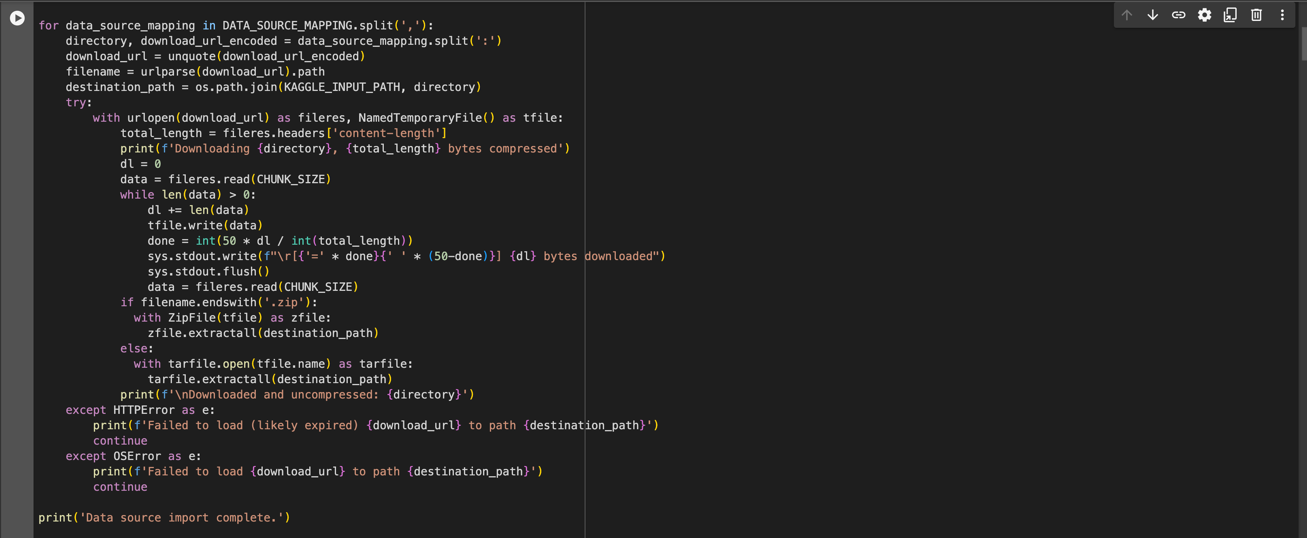 for data_source_mapping in DATA_SOURCE_MAPPING.split(','):
    directory, download_url_encoded = data_source_mapping.split(':')
    download_url = unquote(download_url_encoded)
    filename = urlparse(download_url).path
    destination_path = os.path.join(KAGGLE_INPUT_PATH, directory)
    try:
        with urlopen(download_url) as fileres, NamedTemporaryFile() as tfile:
            total_length = fileres.headers['content-length']
            print(f'Downloading {directory}, {total_length} bytes compressed')
            dl = 0
            data = fileres.read(CHUNK_SIZE)
            while len(data) > 0:
                dl += len(data)
                tfile.write(data)
                done = int(50 * dl / int(total_length))
                sys.stdout.write(f"\r[{'=' * done}{' ' * (50-done)}] {dl} bytes downloaded")
                sys.stdout.flush()
                data = fileres.read(CHUNK_SIZE)
            if filename.endswith('.zip'):
              with ZipFile(tfile) as zfile:
                zfile.extractall(destination_path)
            else:
              with tarfile.open(tfile.name) as tarfile:
                tarfile.extractall(destination_path)
            print(f'\nDownloaded and uncompressed: {directory}')
    except HTTPError as e:
        print(f'Failed to load (likely expired) {download_url} to path {destination_path}')
        continue
    except OSError as e:
        print(f'Failed to load {download_url} to path {destination_path}')
        continue

print('Data source import complete.')